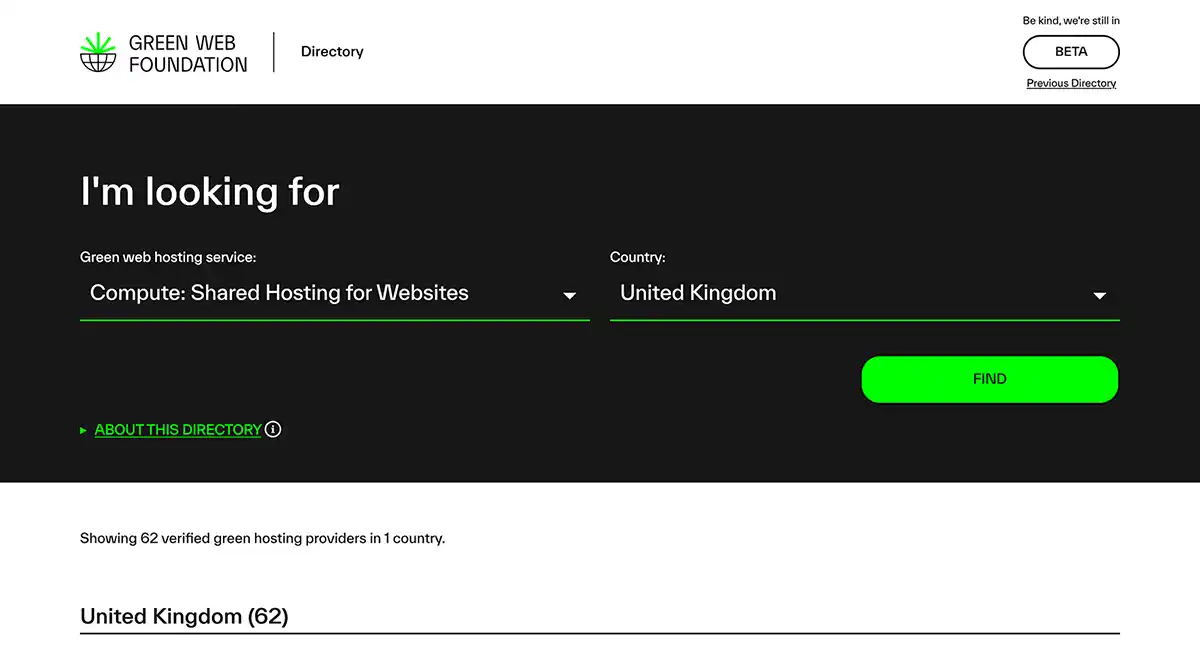 GREEN WEB
FOUNDATION
Directory
Be kind, we're still in
BETA
Previous Directory
I'm looking for
Green web hosting service:
Compute: Shared Hosting for Websites
Country:
United Kingdom
FIND
ABOUT THIS DIRECTORY
Showing 62 verified green hosting providers in 1 country.
United Kingdom (62)